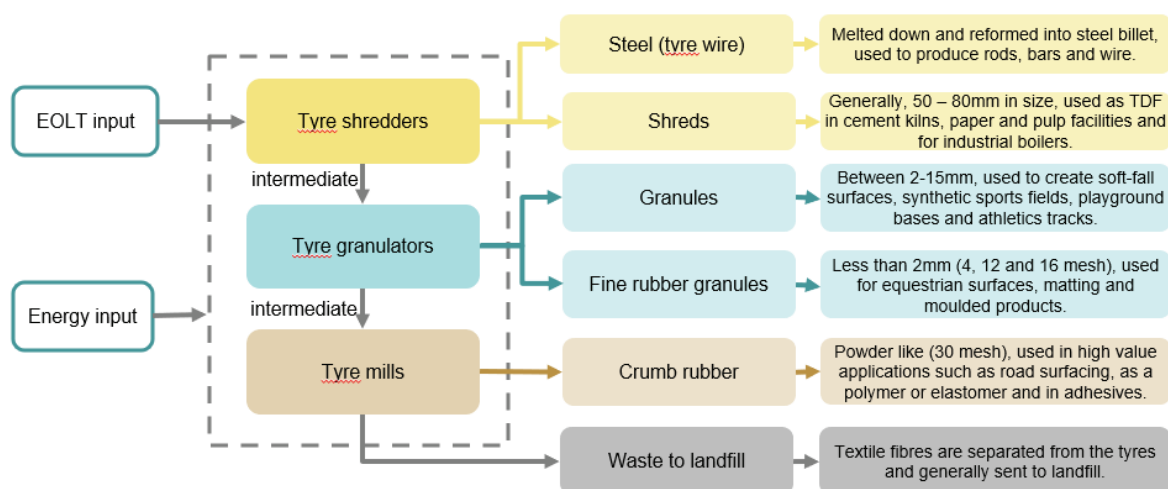 Steel (tyre wire)
Melted down and reformed into steel billet,
used to produce rods, bars and wire.
EOLT input
Tyre shredders
Shreds
Generally, 50 – 80mm in size, used as TDF
in cement kilns, paper and pulp facilities and
for industrial boilers.
intermediate
Granules
Between 2-15mm, used to create soft-fall
surfaces, synthetic sports fields, playground
bases and athletics tracks.
Tyre granulators
Fine rubber granules
Less than 2mm (4, 12 and 16 mesh), used
for equestrian surfaces, matting and
moulded products.
Energy input
intermediate
Tyre mills
Crumb rubber
Powder like (30 mesh), used in high value
applications such as road surfacing, as a
polymer or elastomer and in adhesives.
Waste to landfill
Textile fibres are separated from the tyres
and generally sent to landfill.